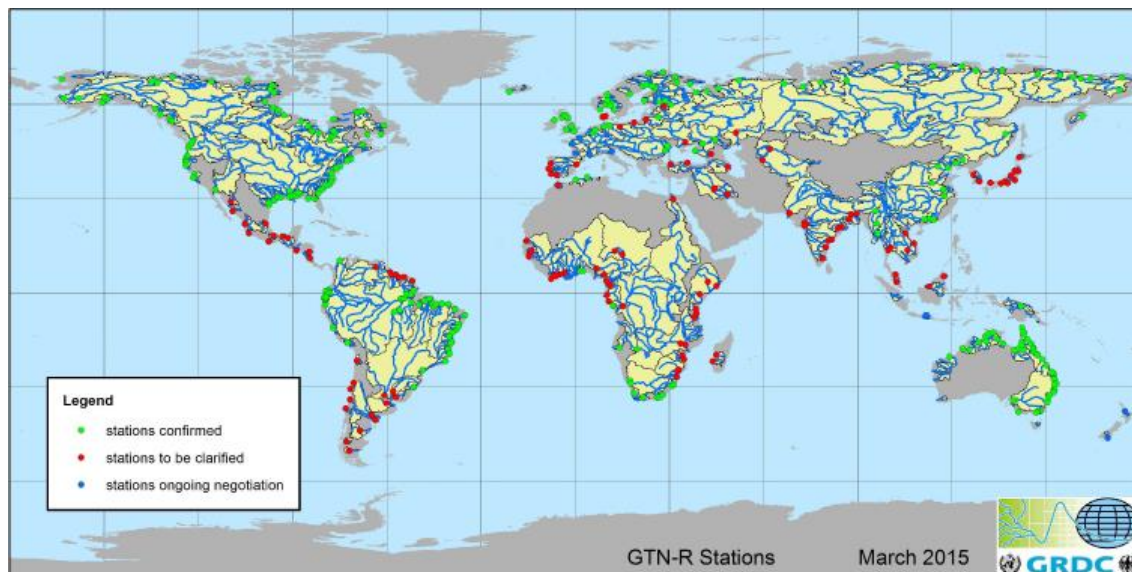 Legend
stations confirmed
stations to be clarified
stations ongoing negotiation
GTN-R Stations March 2015
GRDC